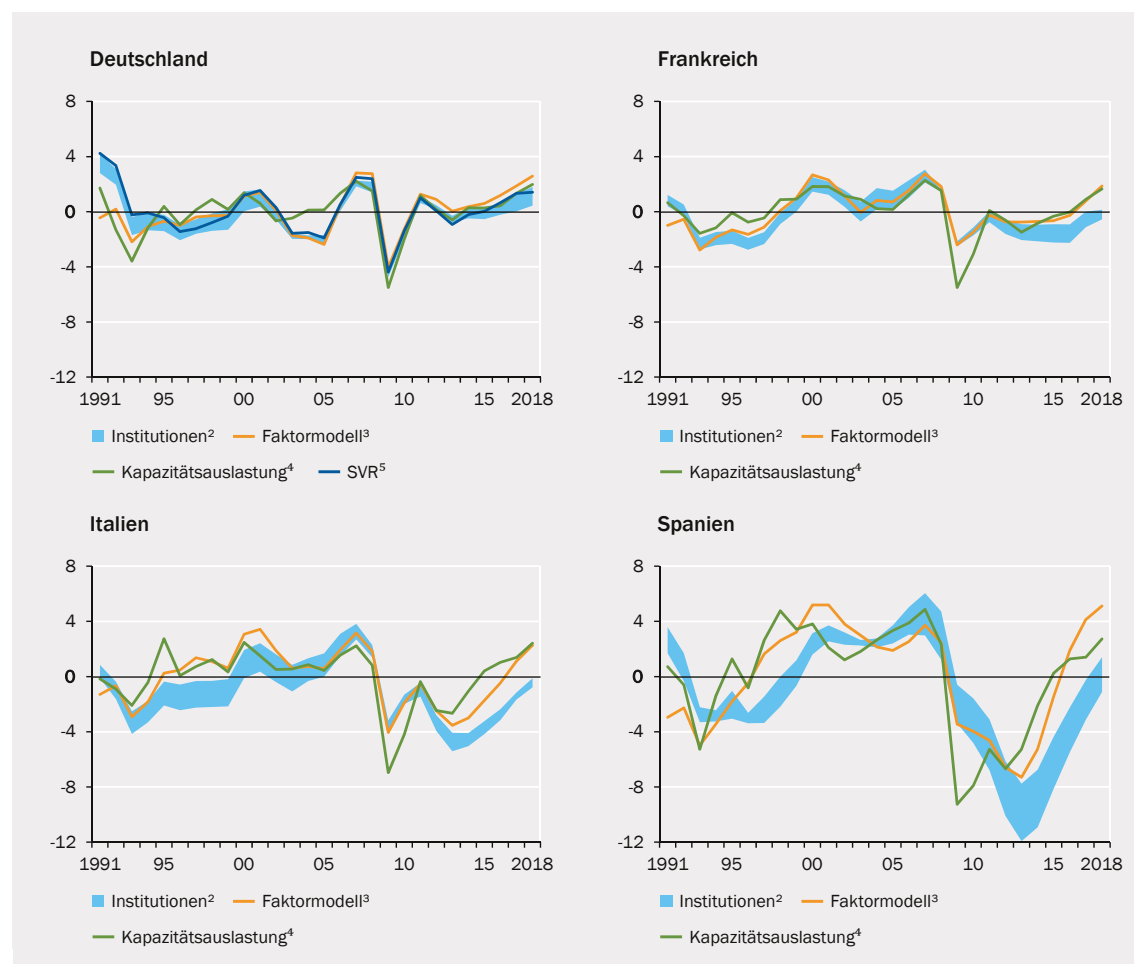 Deutschland
8
4
0
-4
-8
-12
1991 95 00 05 10 15 2018
Institutionen² Faktormodell³
Kapazitätsauslastung⁴ SVR⁵
Frankreich
8
4
0
-4
-8
-12
1991 95 00 05 10 15 2018
Institutionen² Faktormodell³
Kapazitätsauslastung⁴
Italien
8
4
0
-4
-8
-12
1991 95 00 05 10 15 2018
Institutionen² Faktormodell³
Kapazitätsauslastung⁴
Spanien
8
4
0
-4
-8
-12
1991 95 00 05 10 15 2018
Institutionen² Faktormodell³
Kapazitätsauslastung⁴